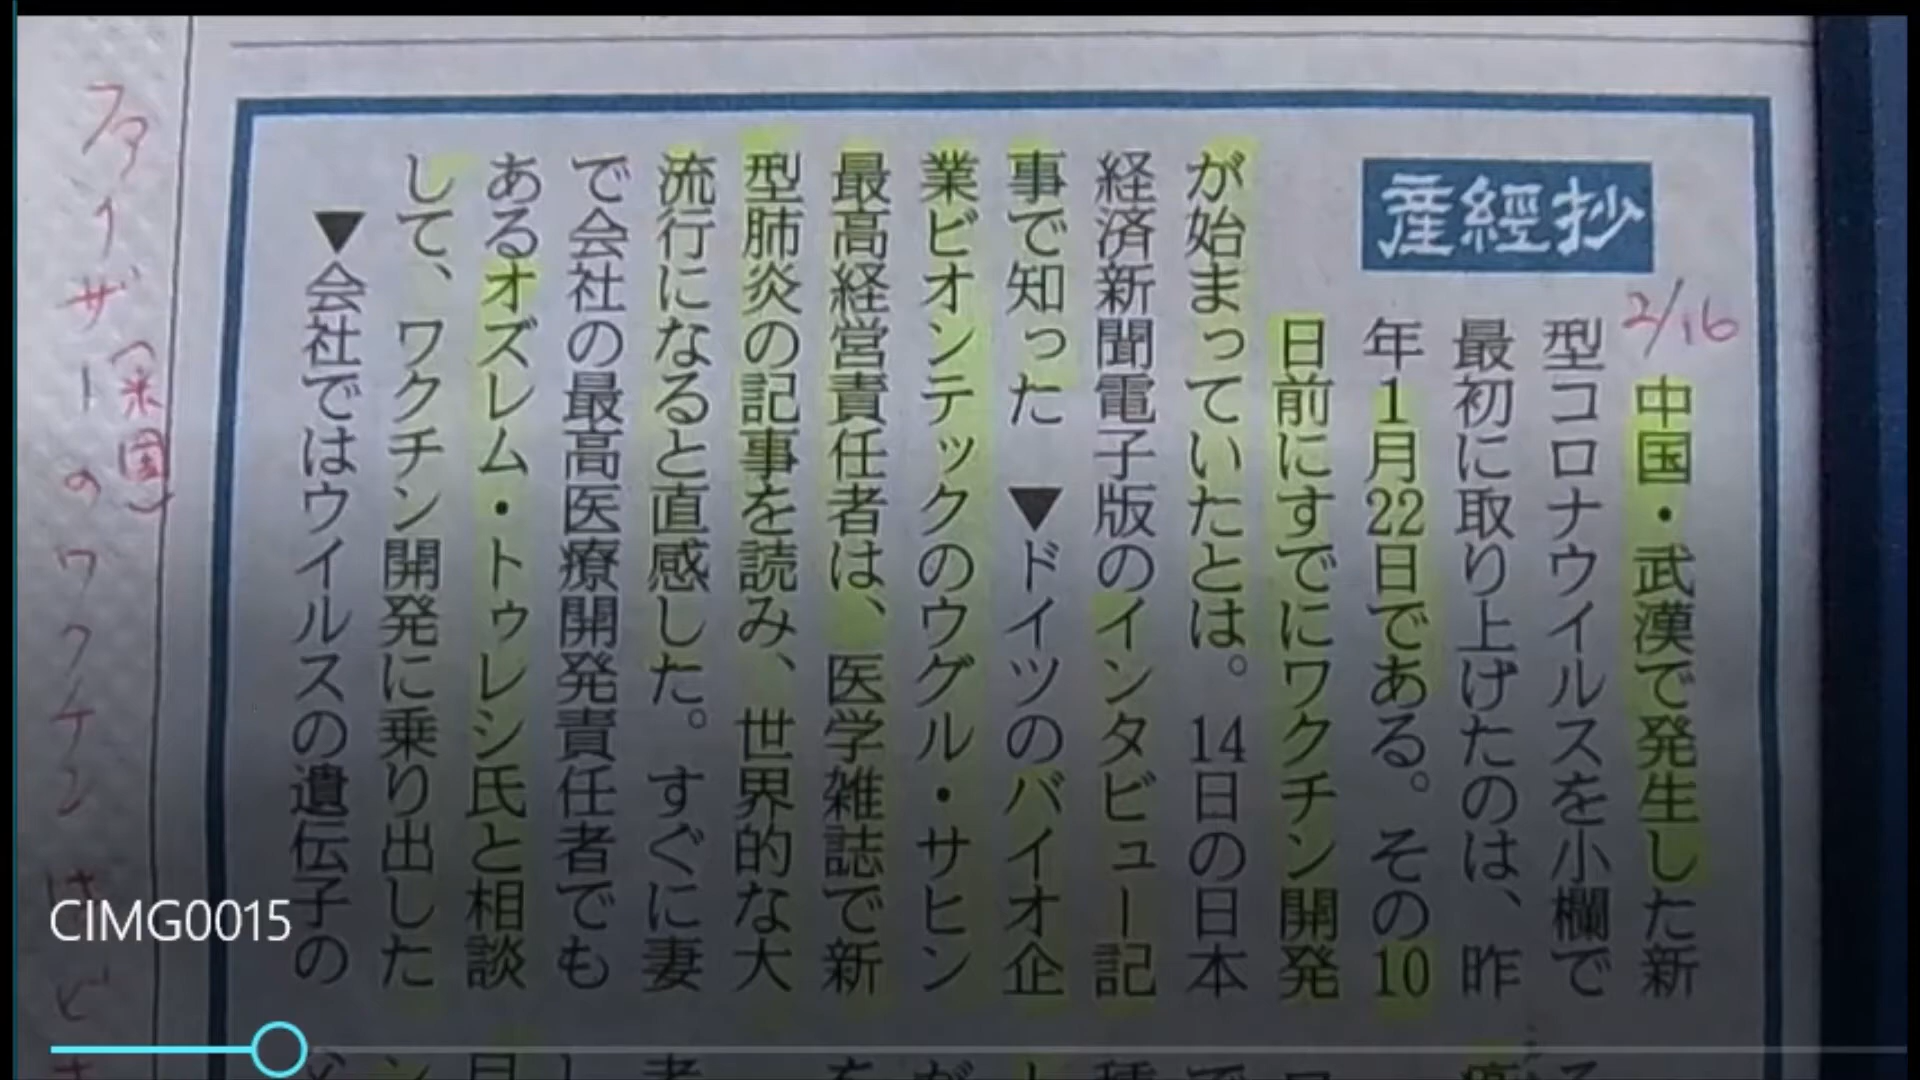 産經抄
2/16
中国・武漢で発生した新
型コロナウイルスを小欄で
最初に取り上げたのは、昨
年1月22日である。その10
日前にすでにワクチン開発
が始まっていたとは。14日の日本
経済新聞電子版のインタビュー記
事で知った ▼ドイツのバイオ企
業ビオンテックのウグル・サヒン
最高経営責任者は、医学雑誌で新
型肺炎の記事を読み、世界的な大
流行になると直感した。すぐに妻
で会社の最高医療開発責任者でも
あるオズレム・トゥレシ氏と相談
して、ワクチン開発に乗り出した
▼会社ではウイルスの遺伝子の
(米国)
ファイザーのワクチンはど
CIMG0015